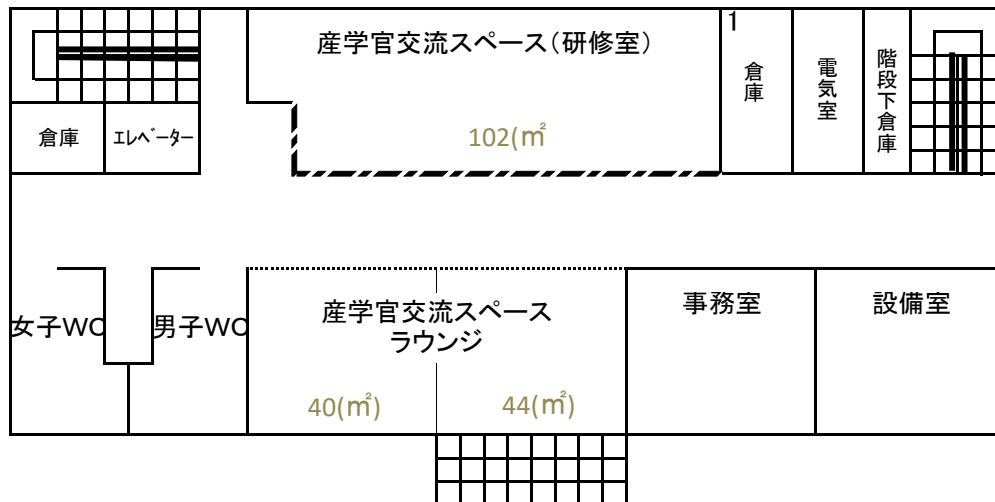 産学官交流スペース(研修室)
1
倉庫
電気室
階段下倉庫
倉庫
エレベーター
102(㎡
女子WC
男子WC
産学官交流スペース
ラウンジ
事務室
設備室
40(㎡)
44(㎡)